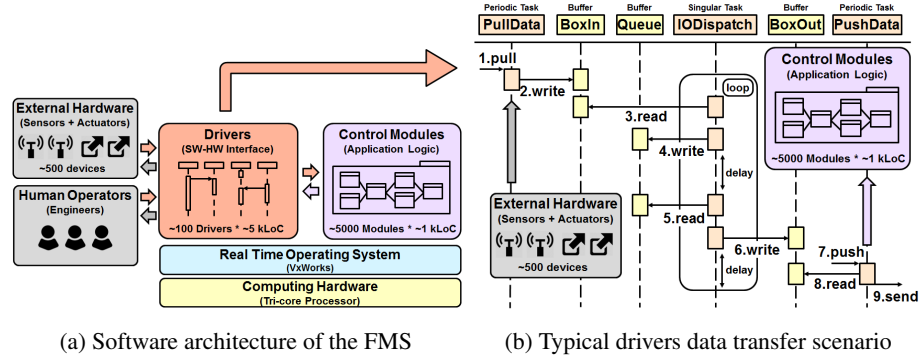 External Hardware
(Sensors + Actuators)
~500 devices
Human Operators
(Engineers)
Drivers
(SW-HW Interface)
~100 Drivers * ~5 kLoC
Control Modules
(Application Logic)
~5000 Modules * ~1 kLoC
Real Time Operating System
(VxWorks)
Computing Hardware
(Tri-core Processor)
(a) Software architecture of the FMS
Periodic Task
PullData
Buffer
BoxIn
Buffer
Queue
Singular Task
IODispatch
Buffer
BoxOut
Periodic Task
PushData
1.pull
2.write
loop
3.read
4.write
delay
5.read
6.write
delay
External Hardware
(Sensors + Actuators)
~500 devices
Control Modules
(Application Logic)
~5000 Modules * ~1 kLoC
7.push
8.read
9.send
(b) Typical drivers data transfer scenario